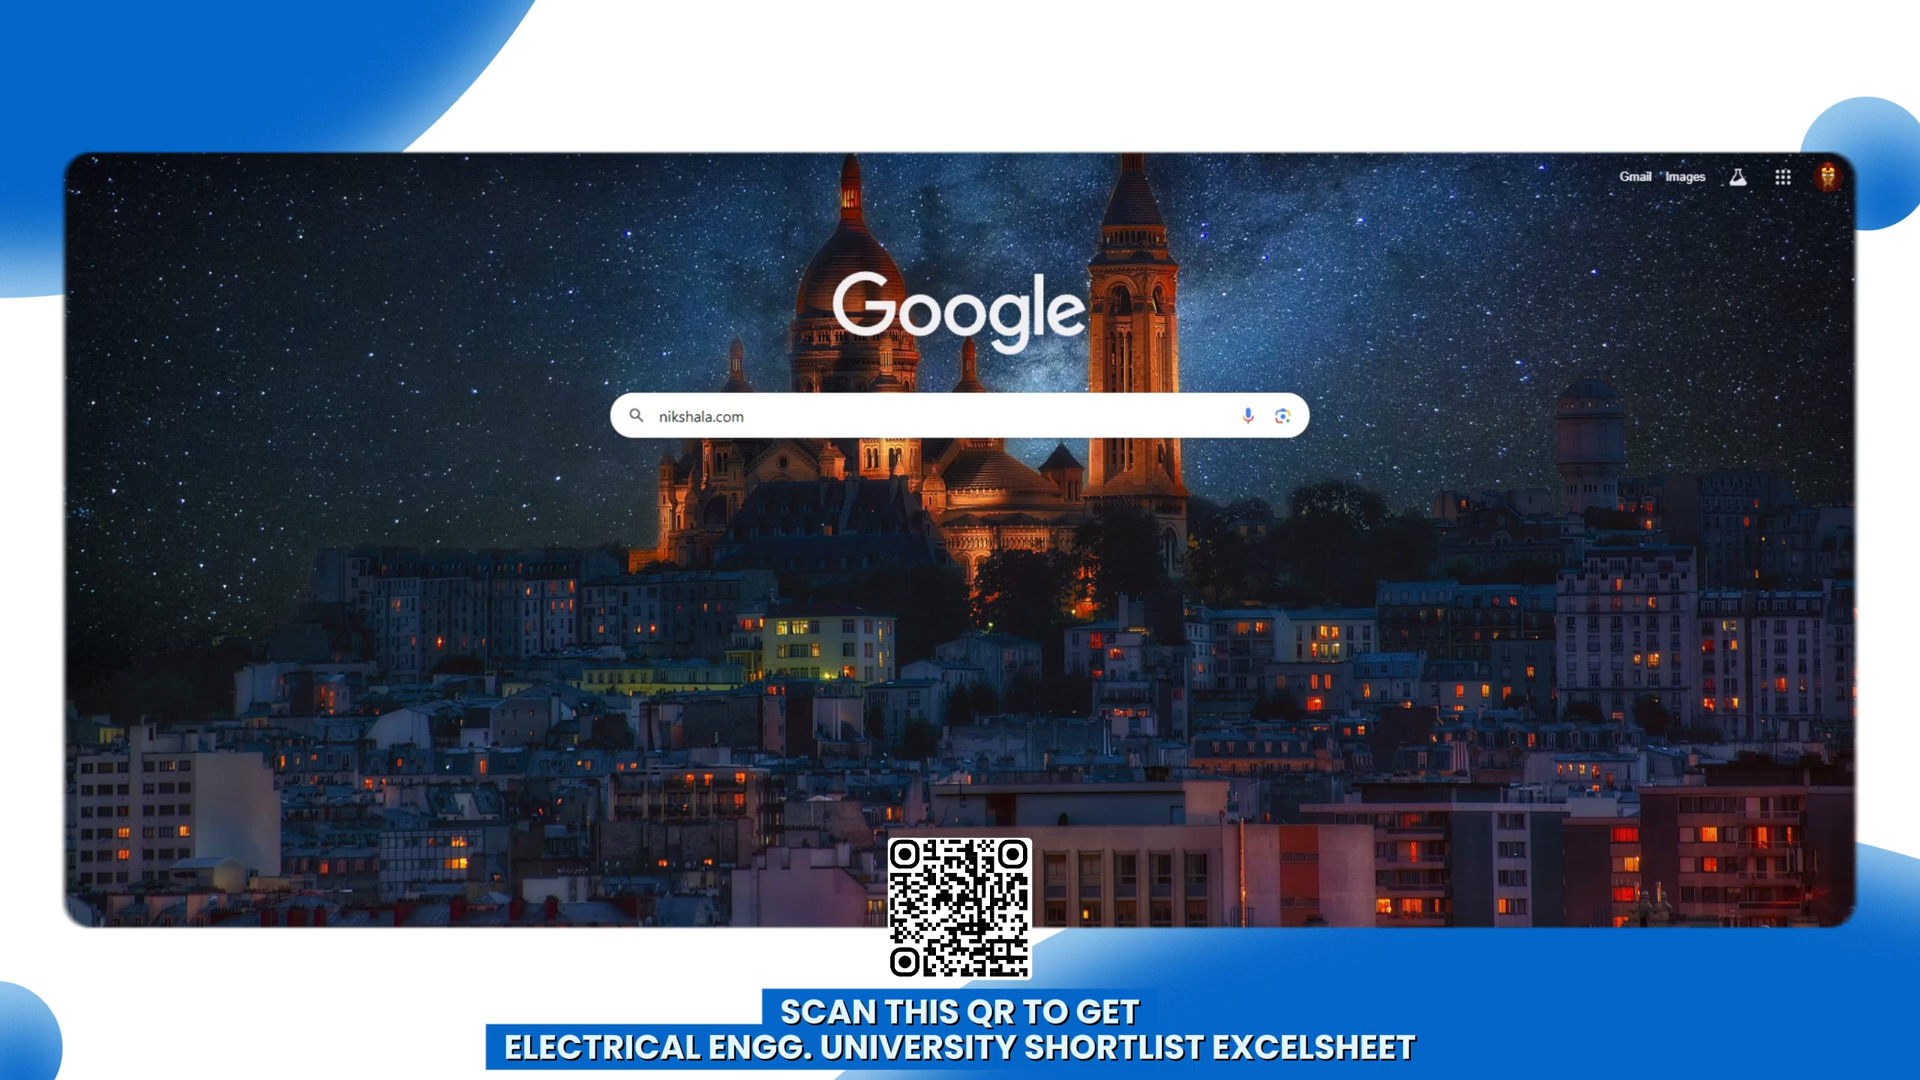 Gmail Images
Google
nikshala.com
SCAN THIS QR TO GET
ELECTRICAL ENGG. UNIVERSITY SHORTLIST EXCELSHEET